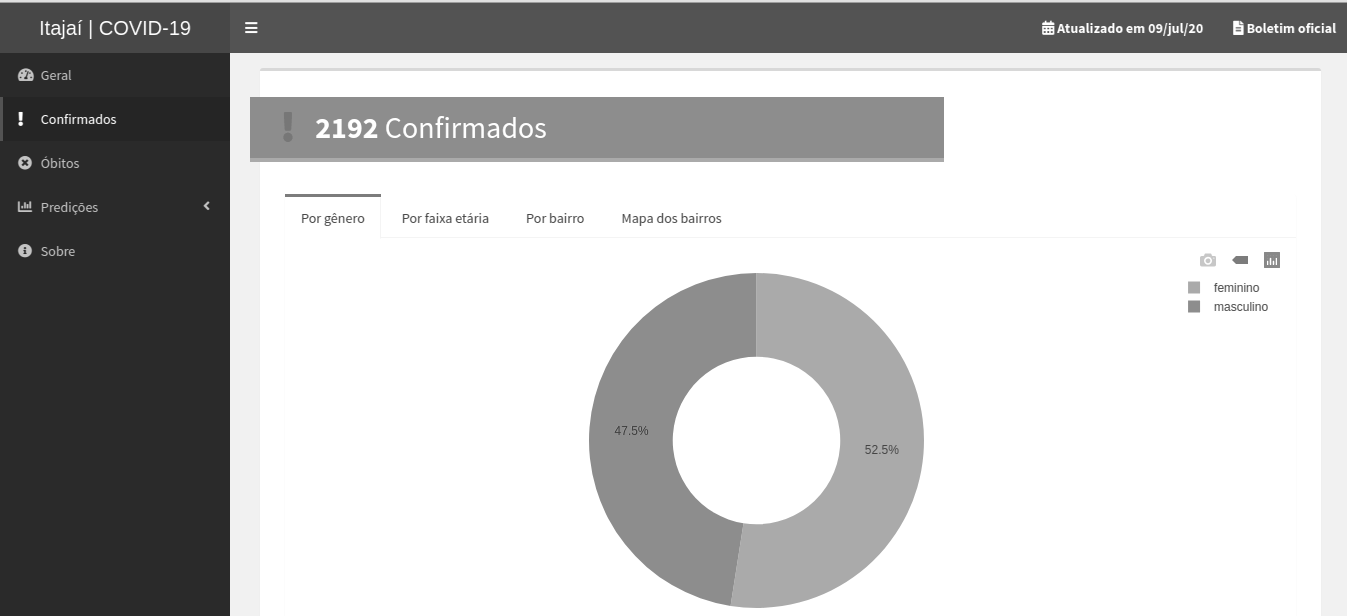 Itajaí | COVID-19
Atualizado em 09/jul/20
Boletim oficial
Geral
Confirmados
Óbitos
Predições
Sobre
2192 Confirmados
Por gênero
Por faixa etária
Por bairro
Mapa dos bairros
feminino
masculino
47.5%
52.5%